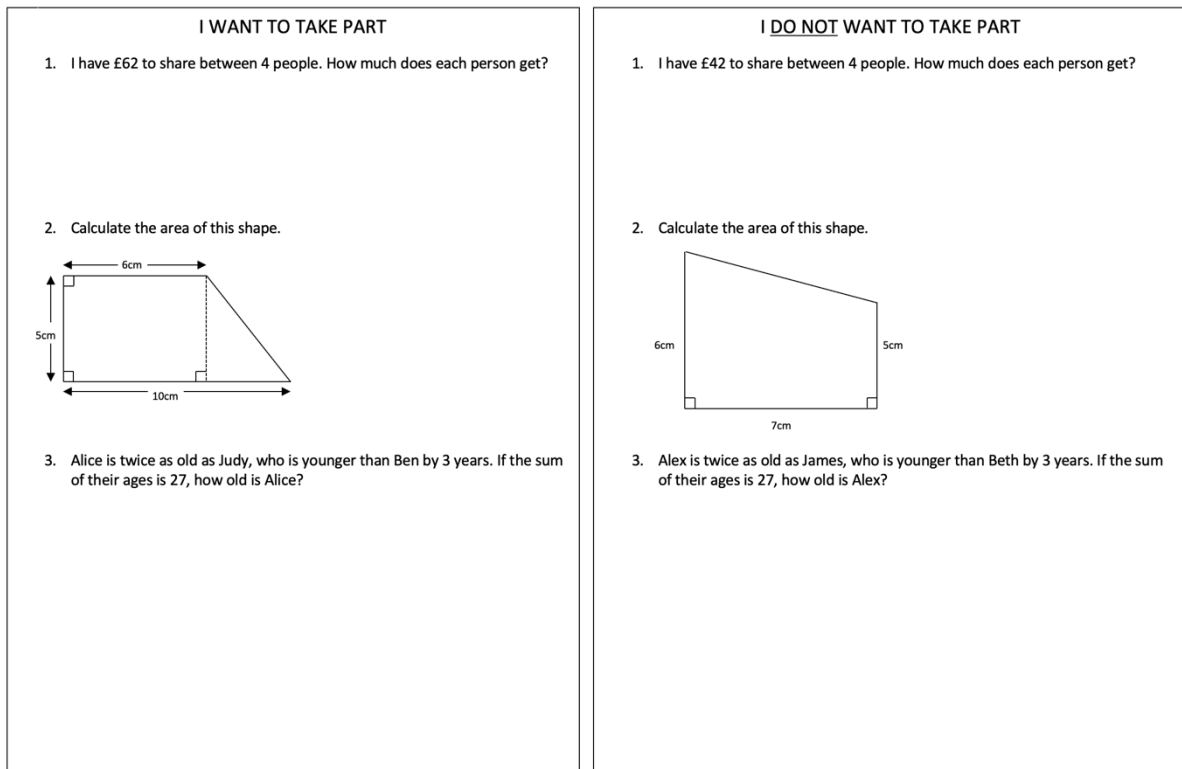 I WANT TO TAKE PART
1. I have £62 to share between 4 people. How much does each person get?
2. Calculate the area of this shape.
6cm
5cm
10cm
3. Alice is twice as old as Judy, who is younger than Ben by 3 years. If the sum
of their ages is 27, how old is Alice?
I DO NOT WANT TO TAKE PART
1. I have £42 to share between 4 people. How much does each person get?
2. Calculate the area of this shape.
6cm
5cm
7cm
3. Alex is twice as old as James, who is younger than Beth by 3 years. If the sum
of their ages is 27, how old is Alex?